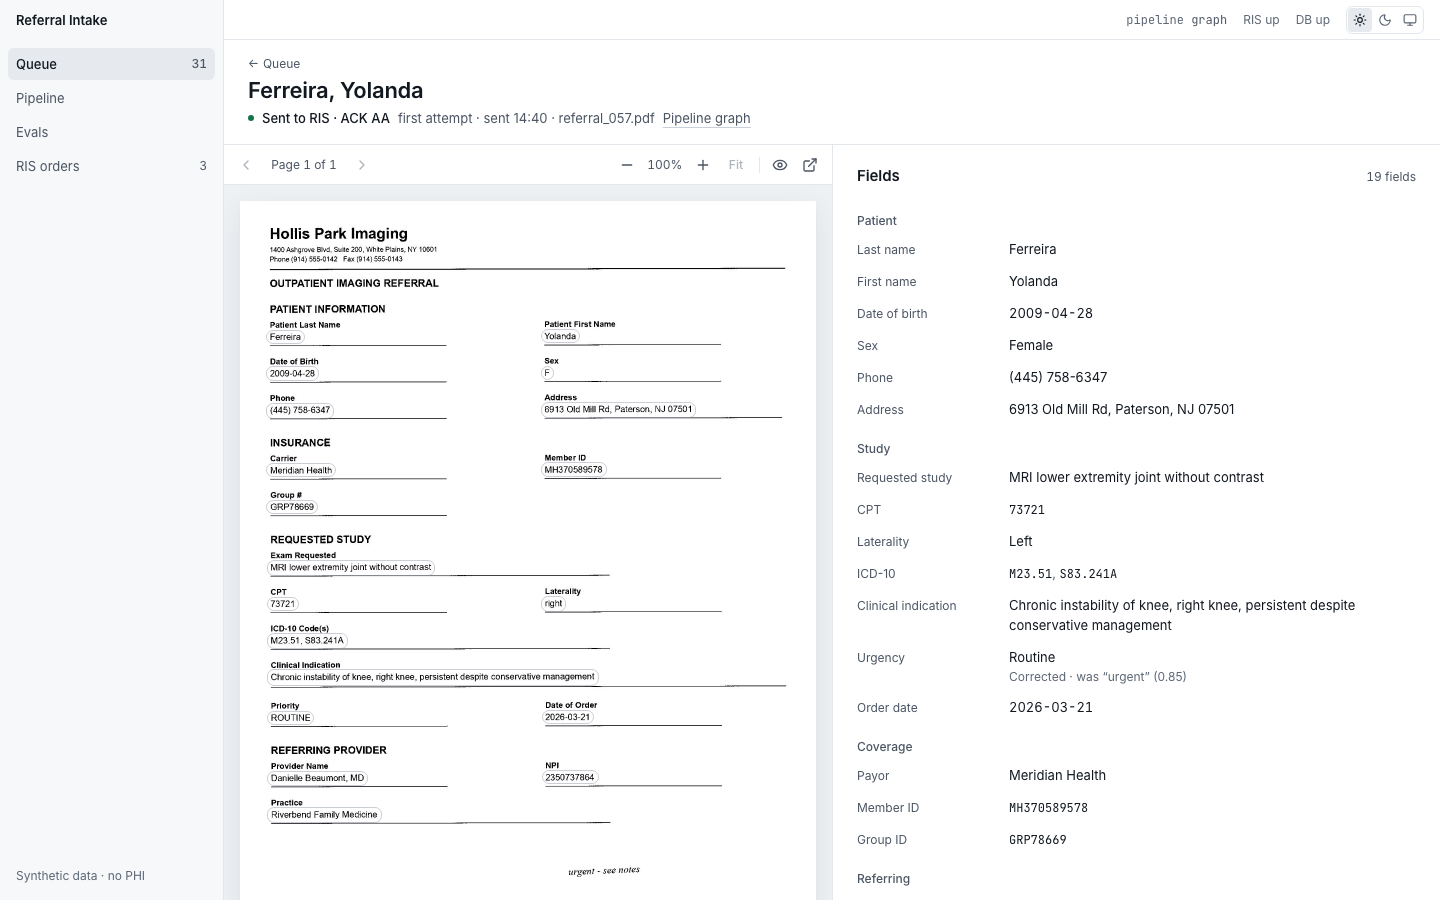 Referral Intake
pipeline graph RIS up DB up
Queue 31
Pipeline
Evals
RIS orders 3
Synthetic data · no PHI
← Queue
Ferreira, Yolanda
Sent to RIS · ACK AA first attempt · sent 14:40 · referral_057.pdf Pipeline graph
Page 1 of 1 100% Fit
Hollis Park Imaging
1400 Ashgrove Blvd, Suite 200, White Plains, NY 10601
Phone (914) 555-0142 Fax (914) 555-0143
OUTPATIENT IMAGING REFERRAL
PATIENT INFORMATION
Patient Last Name Patient First Name
Ferreira Yolanda
Date of Birth Sex
2009-04-28 F
Phone Address
(445) 758-6347 6913 Old Mill Rd, Paterson, NJ 07501
INSURANCE
Carrier Member ID
Meridian Health MH370589578
Group #
GRP78669
REQUESTED STUDY
Exam Requested
MRI lower extremity joint without contrast
CPT Laterality
73721 right
ICD-10 Code(s)
M23.51, S83.241A
Clinical Indication
Chronic instability of knee, right knee, persistent despite conservative management
Priority Date of Order
ROUTINE 2026-03-21
REFERRING PROVIDER
Provider Name NPI
Danielle Beaumont, MD 2350737864
Practice
Riverbend Family Medicine
urgent - see notes
Fields 19 fields
Patient
Last name Ferreira
First name Yolanda
Date of birth 2009-04-28
Sex Female
Phone (445) 758-6347
Address 6913 Old Mill Rd, Paterson, NJ 07501
Study
Requested study MRI lower extremity joint without contrast
CPT 73721
Laterality Left
ICD-10 M23.51, S83.241A
Clinical indication Chronic instability of knee, right knee, persistent despite
conservative management
Urgency Routine
Corrected · was “urgent” (0.85)
Order date 2026-03-21
Coverage
Payor Meridian Health
Member ID MH370589578
Group ID GRP78669
Referring